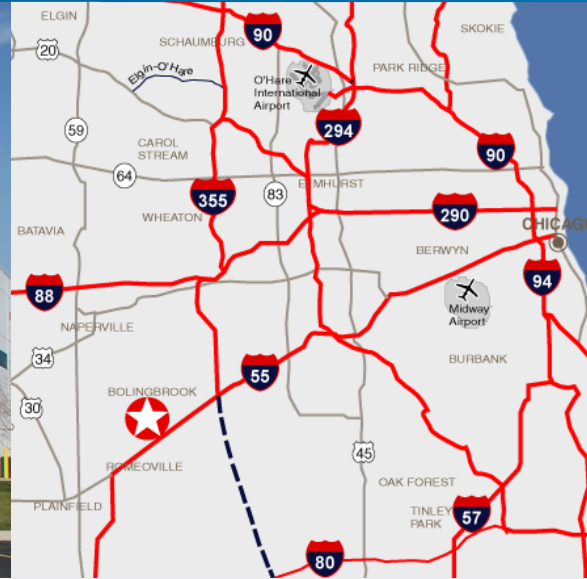 ELGIN
90
SKOKIE
SCHAUMBURG
20
PARK RIDGE
Elgin-O'Hare
O'Hare
International
Airport
59
294
CAROL
STREAM
90
64
ELMHURST
355
83
WHEATON
290
BATAVIA
CHICAGO
BERWYN
94
88
Midway
Airport
NAPERVILLE
34
BURBANK
55
BOLINGBROOK
30
45
ROMEOVILLE
OAK FOREST
PLAINFIELD
TINLEY
PARK
57
80